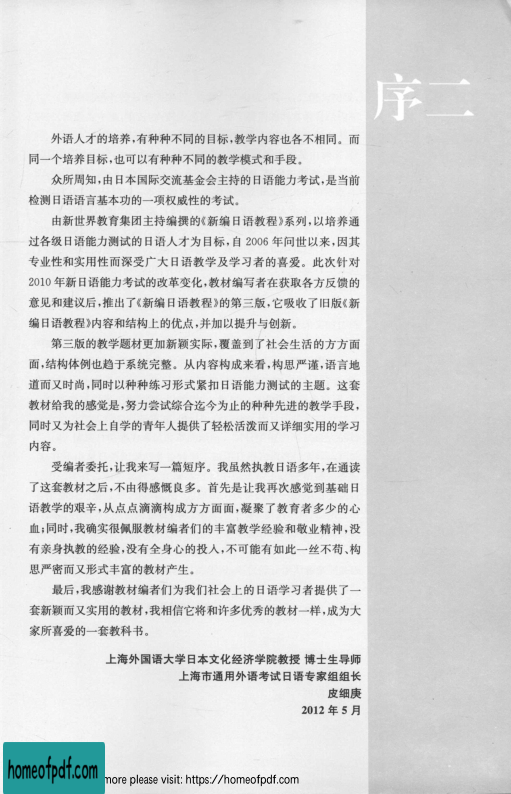 序二
外语人才的培养,有种种不同的目标,教学内容也各不相同。而
同一个培养目标,也可以有种种不同的教学模式和手段。
众所周知,由日本国际交流基金会主持的日语能力考试,是当前
检测日语语言基本功的一项权威性的考试。
由新世界教育集团主持编撰的《新编日语教程》系列,以培养通
过各级日语能力测试的日语人才为目标,自 2006 年问世以来,因其
专业性和实用性而深受广大日语教学及学习者的喜爱。此次针对
2010 年新日语能力考试的改革变化,教材编写者在获取各方反馈的
意见和建议后,推出了《新编日语教程》的第三版,它吸收了旧版《新
编日语教程》内容和结构上的优点,并加以提升与创新。
第三版的教学题材更加新颖实际,覆盖到了社会生活的方方面
面,结构体例也趋于系统完整。从内容构成来看,构思严谨,语言地
道而又时尚,同时以种种练习形式紧扣日语能力测试的主题。这套
教材给我的感觉是,努力尝试综合迄今为止的种种先进的教学手段,
同时又为社会上自学的青年人提供了轻松活泼而又详细实用的学习
内容。
受编者委托,让我来写一篇短序。我虽然执教日语多年,在通读
了这套教材之后,不由得感慨良多。首先是让我再次感觉到基础日
语教学的艰辛,从点点滴滴构成方方面面,凝聚了教育者多少的心
血;同时,我确实很佩服教材编者们的丰富教学经验和敬业精神,没
有亲身执教的经验,没有全身心的投入,不可能有如此一丝不苟、构
思严密而又形式丰富的教材产生。
最后,我感谢教材编者们为我们社会上的日语学习者提供了一
套新颖而又实用的教材,我相信它将和许多优秀的教材一样,成为大
家所喜爱的一套教科书。
上海外国语大学日本文化经济学院教授 博士生导师
上海市通用外语考试日语专家组组长
皮细庚
2012 年 5 月
homeofpdf.com
more please visit: https://homeofpdf.com